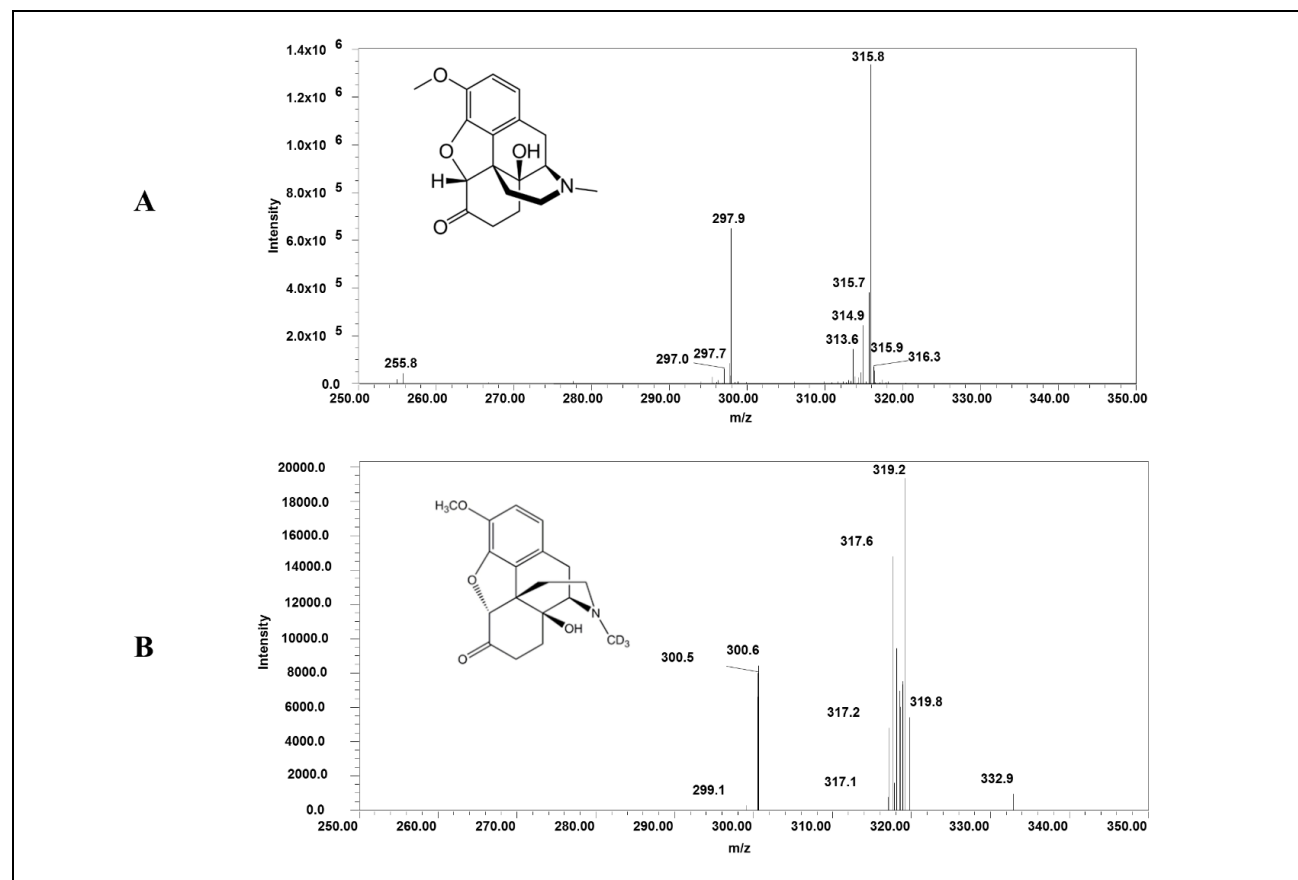 A
1.4x10 6
1.2x10 6
1.0x10 6
8.0x10 5
6.0x10 5
4.0x10 5
2.0x10 5
0.0
Intensity
O
O
OH
H
N
O
315.8
297.9
315.7
314.9
313.6
315.9
316.3
297.7
297.0
255.8
250.00 260.00 270.00 280.00 290.00 300.00 310.00 320.00 330.00 340.00 350.00
m/z
B
20000.0
18000.0
16000.0
14000.0
12000.0
10000.0
8000.0
6000.0
4000.0
2000.0
0.0
Intensity
H3CO
O
N
OH
CD3
O
319.2
317.6
300.5
300.6
317.2
319.8
317.1
299.1
332.9
250.00 260.00 270.00 280.00 290.00 300.00 310.00 320.00 330.00 340.00 350.00
m/z